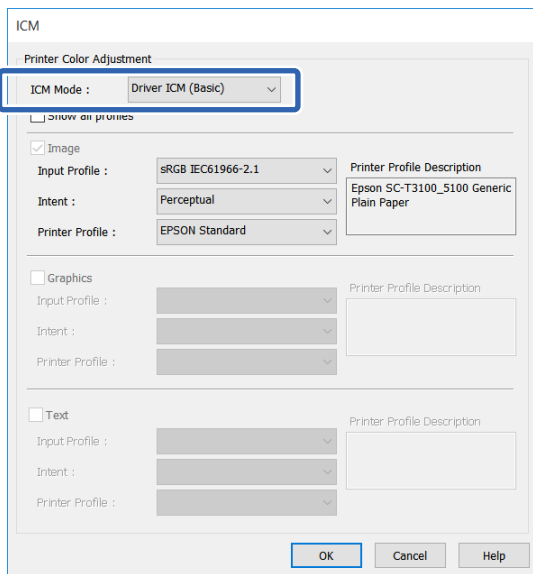 ICM
Printer Color Adjustment
ICM Mode : Driver ICM (Basic)
Show all profiles
Image
Input Profile : sRGB IEC61966-2.1 Printer Profile Description
Intent : Perceptual Epson SC-T3100_5100 Generic
Plain Paper
Printer Profile : EPSON Standard
Graphics
Input Profile : Printer Profile Description
Intent :
Printer Profile :
Text
Input Profile : Printer Profile Description
Intent :
Printer Profile :
OK Cancel Help